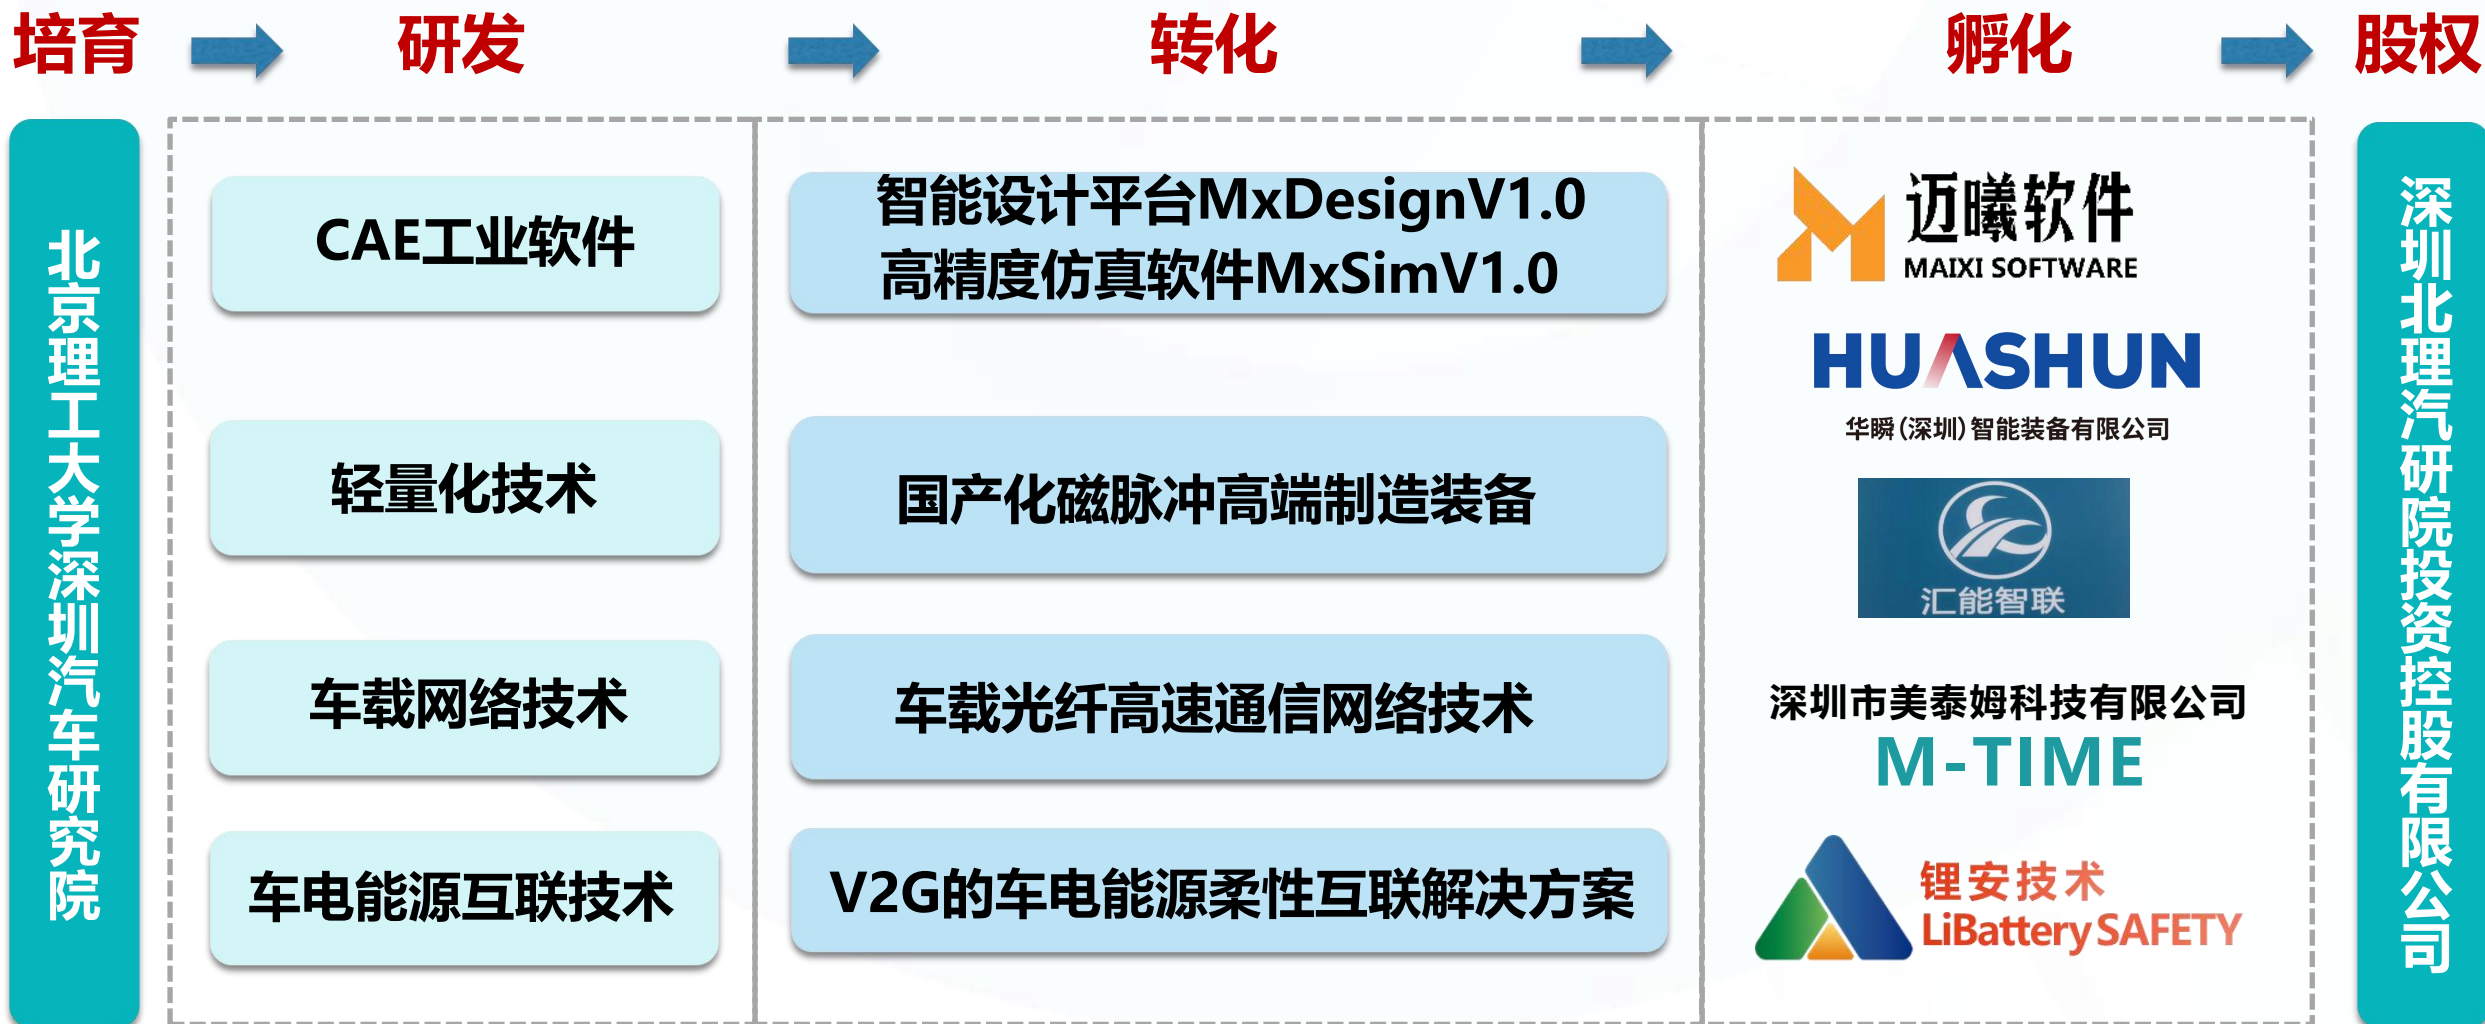 培育
研发
转化
孵化
股权
北京理工大学深圳汽车研究院
CAE工业软件
轻量化技术
车载网络技术
车电能源互联技术
智能设计平台MxDesignV1.0
高精度仿真软件MxSimV1.0
国产化磁脉冲高端制造装备
车载光纤高速通信网络技术
V2G的车电能源柔性互联解决方案
迈曦软件
MAIXI SOFTWARE
HUASHUN
华瞬(深圳)智能装备有限公司
汇能智联
深圳市美泰姆科技有限公司
M-TIME
锂安技术
LiBattery SAFETY
深圳北理汽研院投资控股有限公司